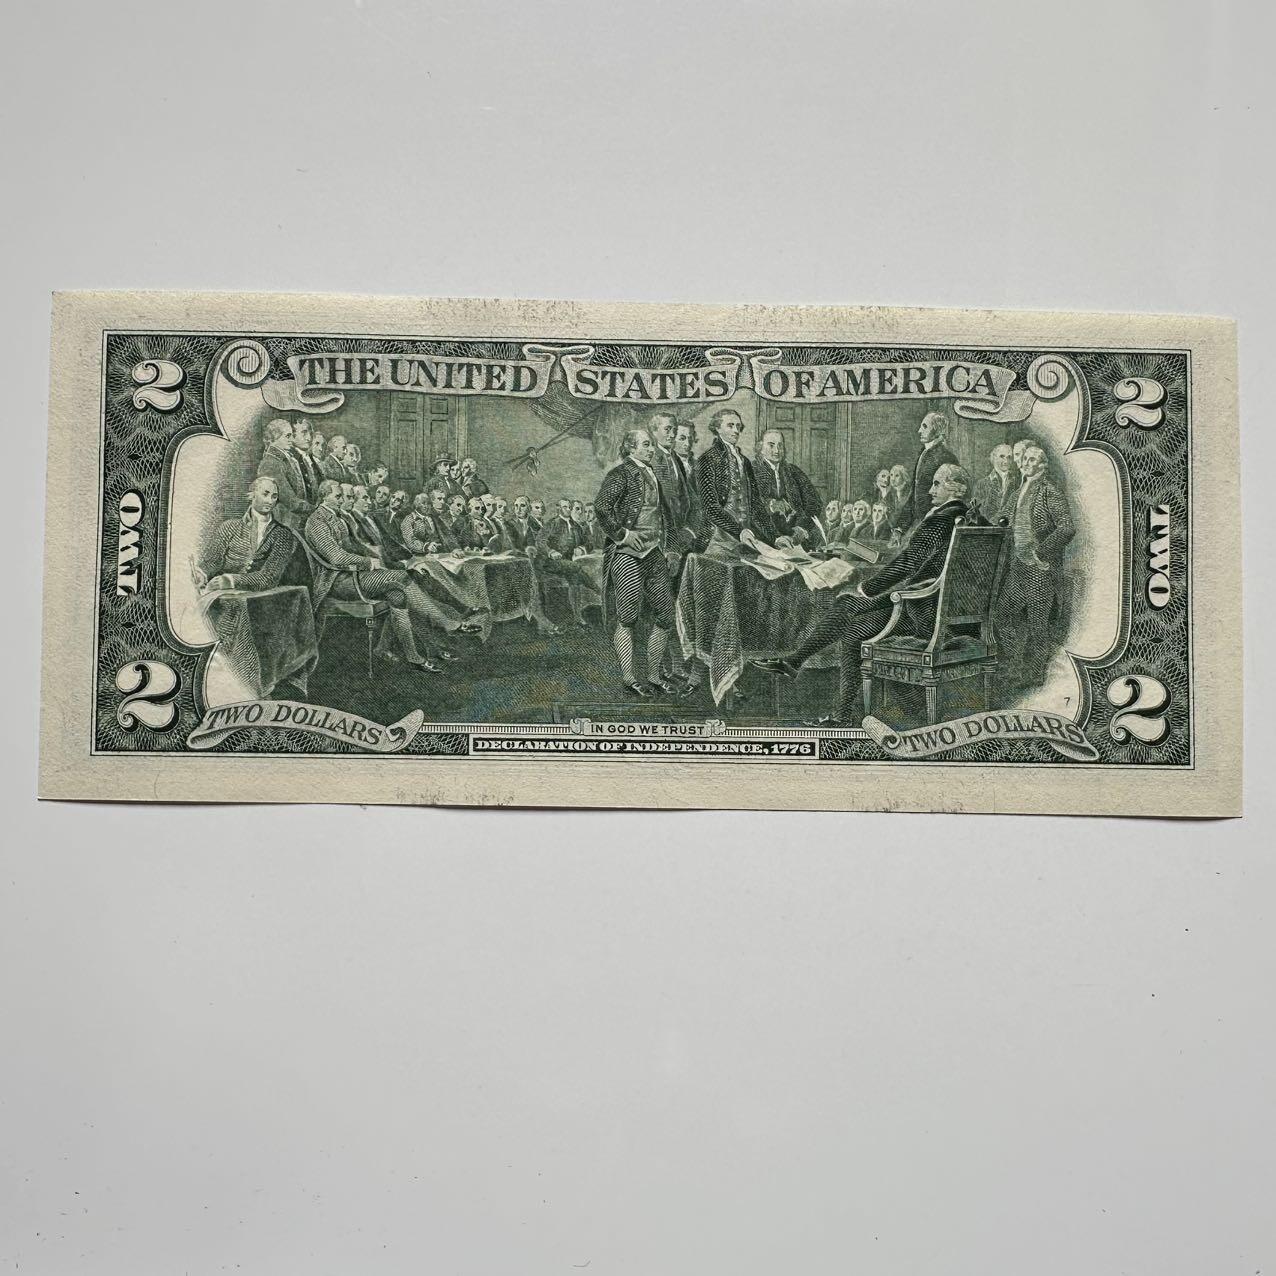 THE UNITED STATES OF AMERICA
2
2
TWO
TWO
2
2
TWO DOLLARS
IN GOD WE TRUST
TWO DOLLARS
7
DECLARATION OF INDEPENDENCE, 1776